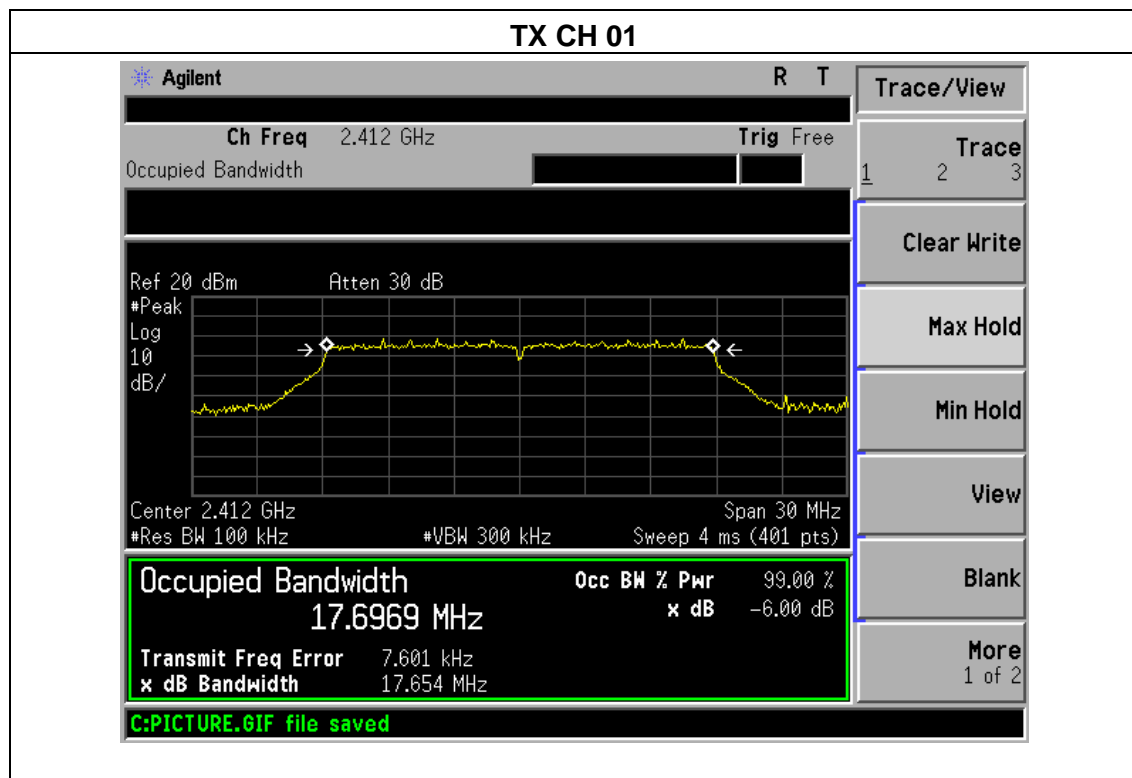 TX CH 01
Agilent R T
Ch Freq 2.412 GHz Trig Free
Occupied Bandwidth
Ref 20 dBm Atten 30 dB
#Peak
Log
10
dB/
Center 2.412 GHz Span 30 MHz
#Res BW 100 kHz #VBW 300 kHz Sweep 4 ms (401 pts)
Occupied Bandwidth
17.6969 MHz
Occ BW % Pwr 99.00 %
x dB -6.00 dB
Transmit Freq Error 7.601 kHz
x dB Bandwidth 17.654 MHz
C:PICTURE.GIF file saved
Trace/View
Trace
1 2 3
Clear Write
Max Hold
Min Hold
View
Blank
More
1 of 2